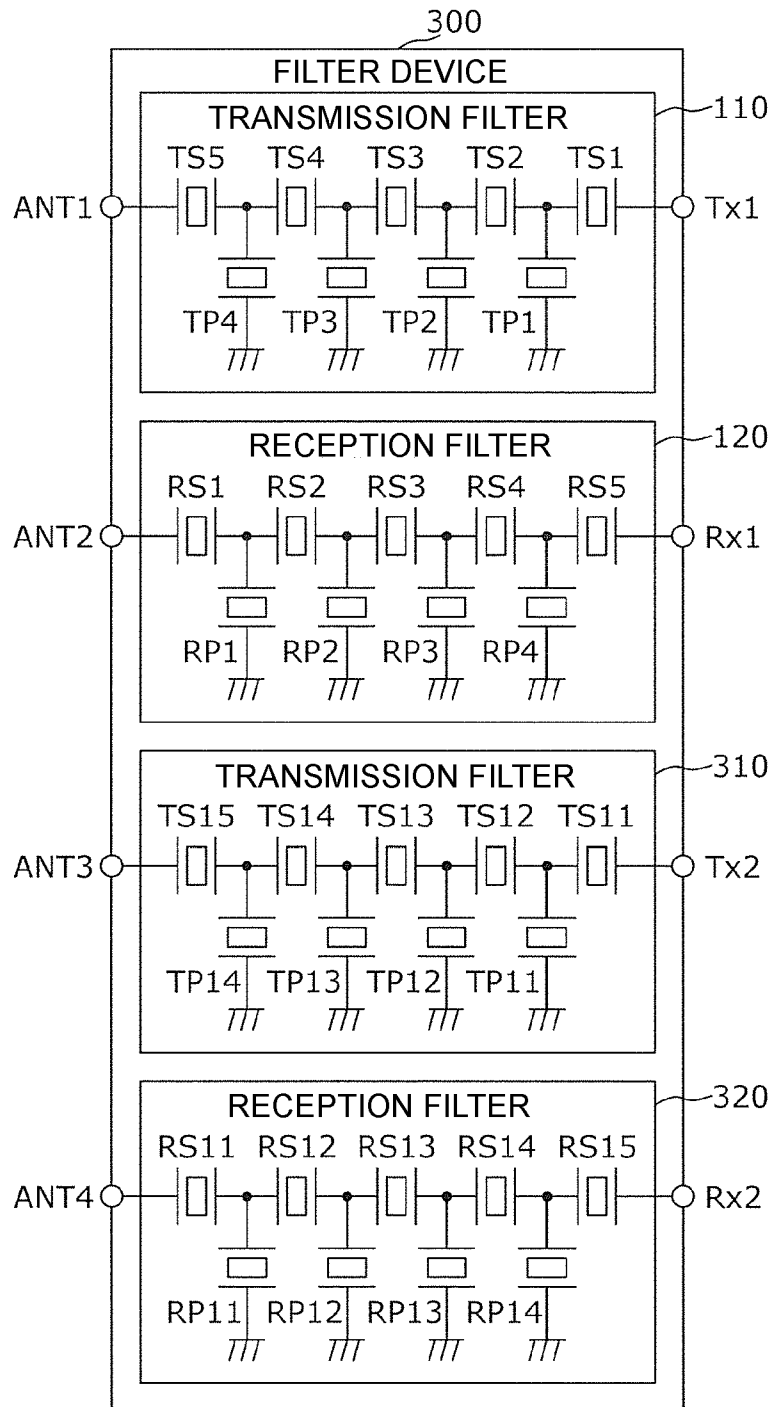 300
FILTER DEVICE
TRANSMISSION FILTER
110
TS5 TS4 TS3 TS2 TS1
ANT1 Tx1
TP4 TP3 TP2 TP1
RECEPTION FILTER
120
RS1 RS2 RS3 RS4 RS5
ANT2 Rx1
RP1 RP2 RP3 RP4
TRANSMISSION FILTER
310
TS15 TS14 TS13 TS12 TS11
ANT3 Tx2
TP14 TP13 TP12 TP11
RECEPTION FILTER
320
RS11 RS12 RS13 RS14 RS15
ANT4 Rx2
RP11 RP12 RP13 RP14